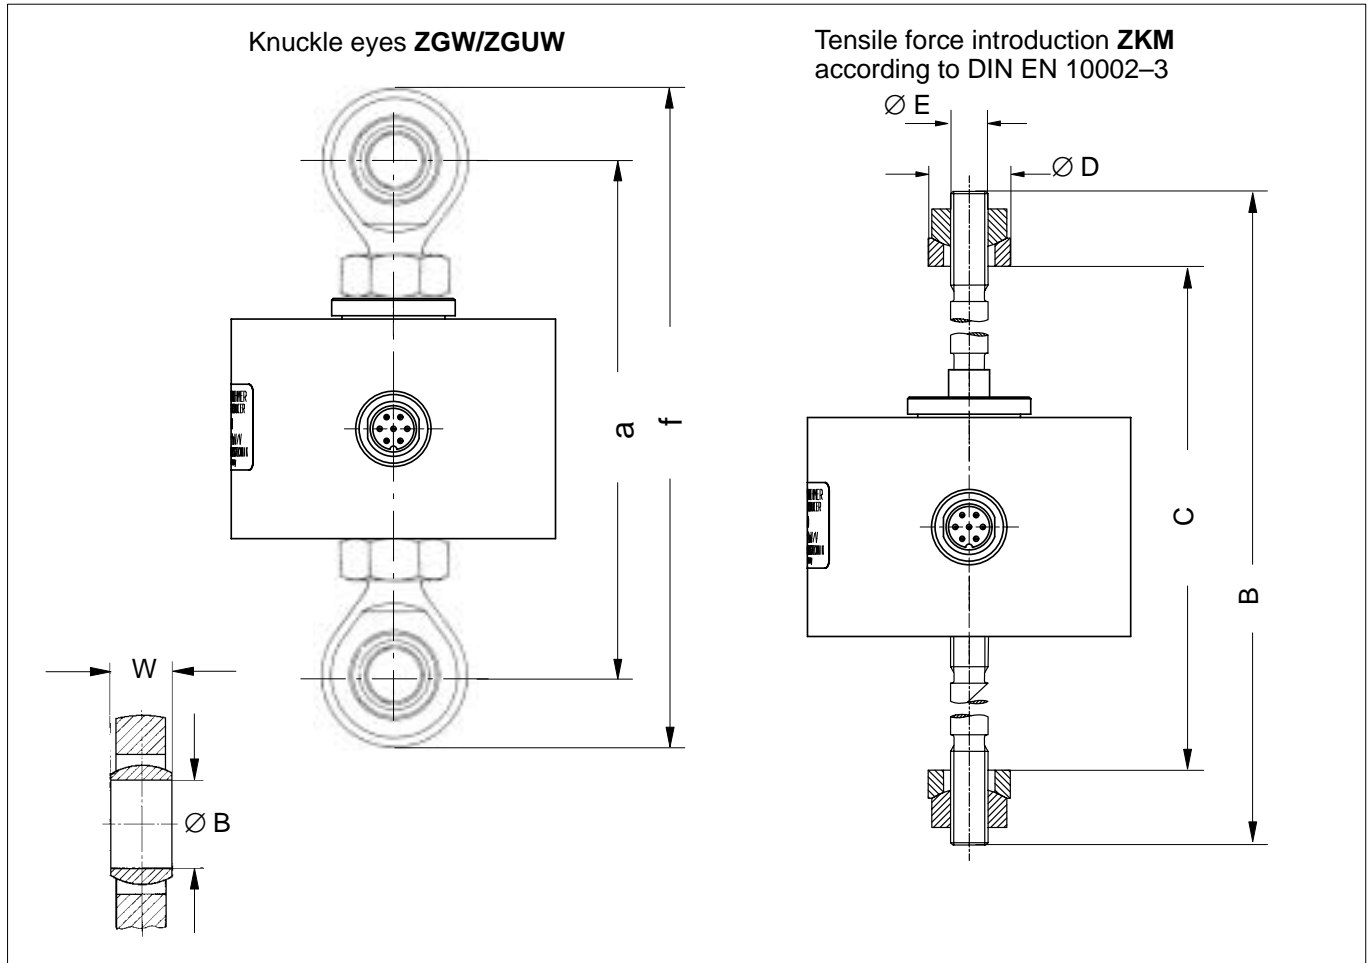 Knuckle eyes ZGW/ZGUW
Tensile force introduction ZKM
according to DIN EN 10002–3
∅ E
∅ D
a
f
C
B
W
∅ B